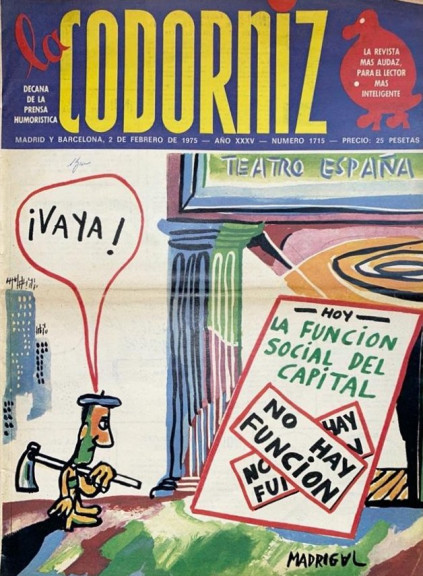 la CODORNIZ
DECANA
DE LA
PRENSA
HUMORISTICA
LA REVISTA
MAS AUDAZ,
PARA EL LECTOR
MAS
INTELIGENTE
MADRID Y BARCELONA, 2 DE FEBRERO DE 1975 — AÑO XXXV — NUMERO 1715 — PRECIO: 25 PESETAS
TEATRO ESPAÑA
¡VAYA!
HOY
LA FUNCION
SOCIAL DEL
CAPITAL
NO HAY
FUNCION
HAY
N
NO
FUN
MADRIGAL